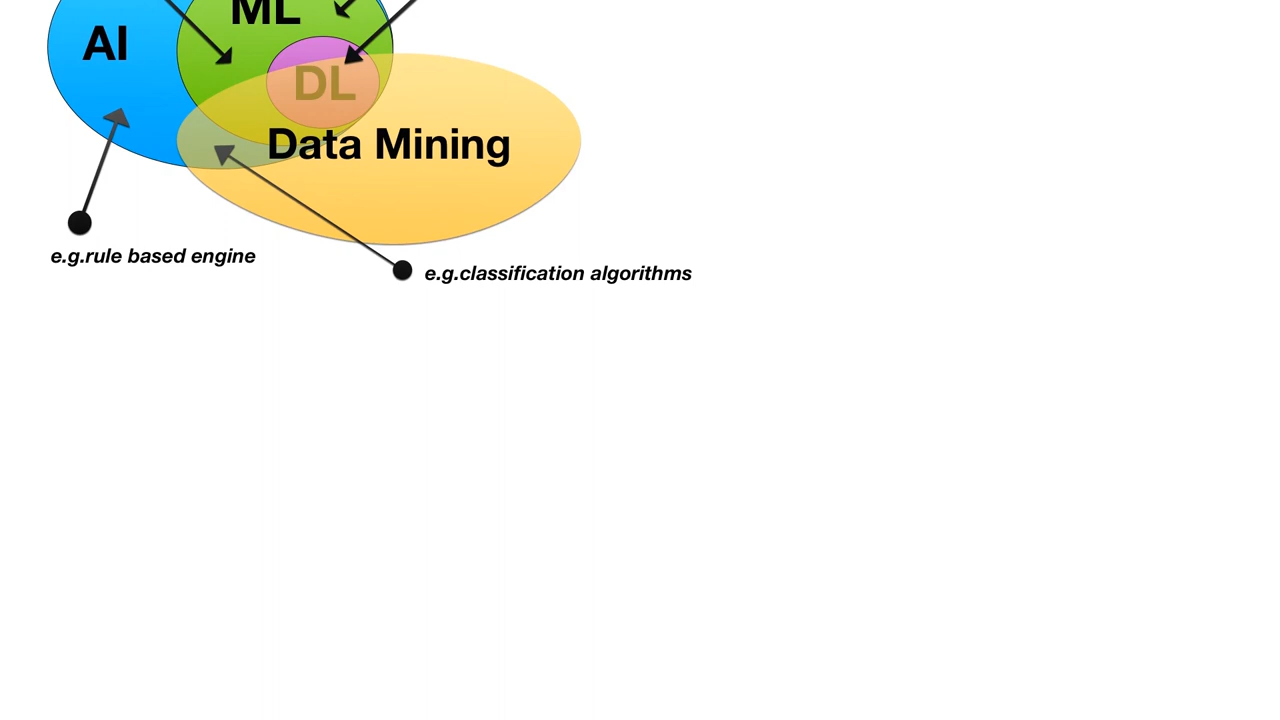 ML
AI
DL
Data Mining
e.g.rule based engine
e.g.classification algorithms